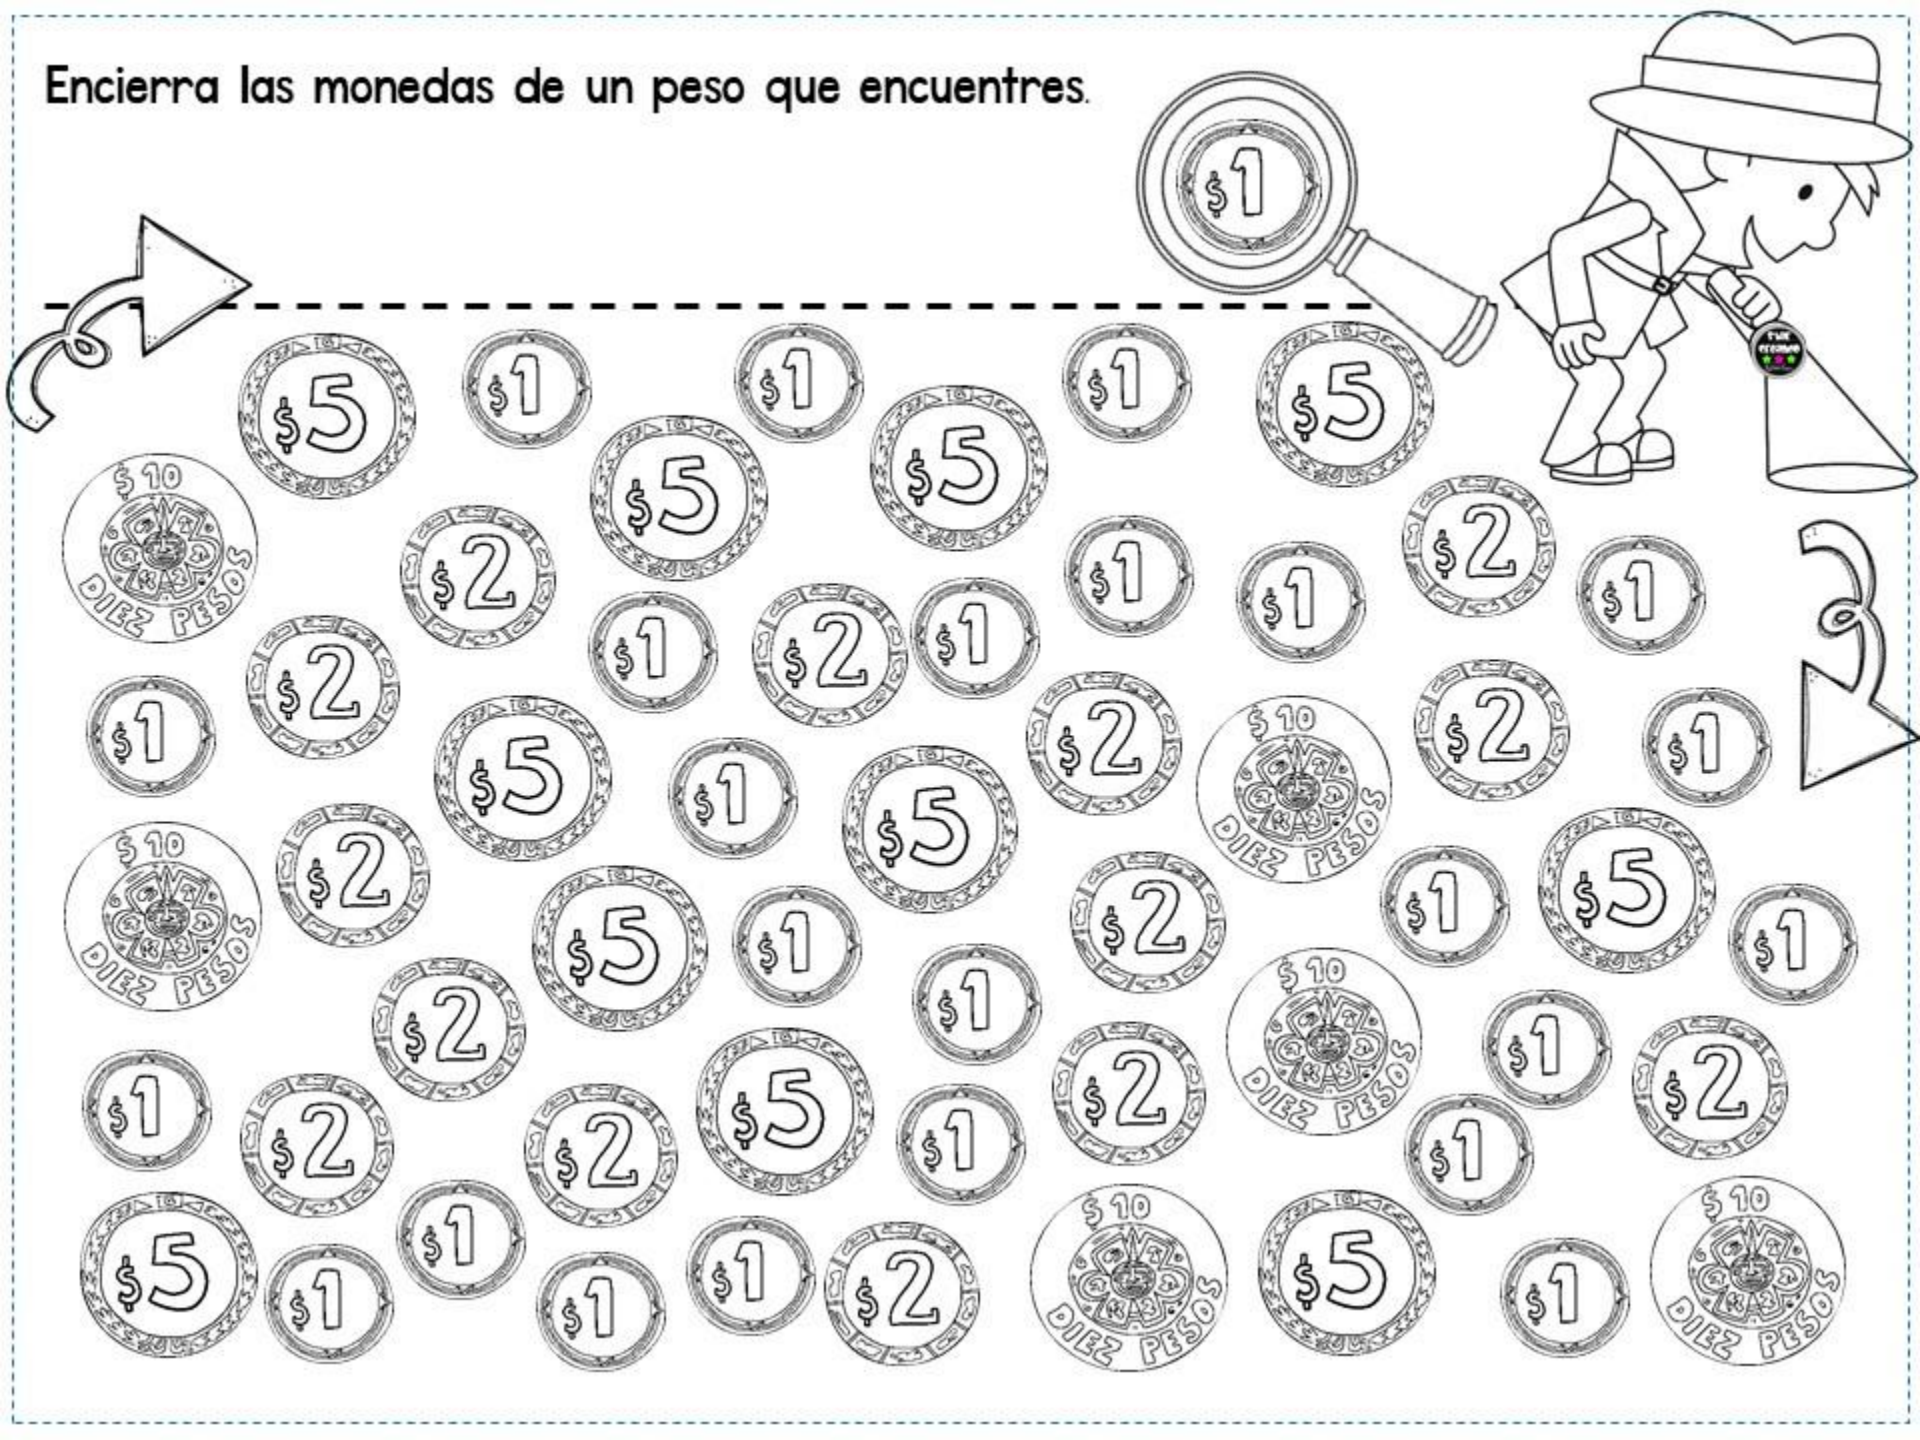 Encierra las monedas de un peso que encuentres.
$1
$5 $1 $1 $1 $5
$5 $5
$10
DIEZ PESOS
$2 $1 $1 $2 $1
$2 $1 $2 $1
$1 $5 $1 $5 $2
$10
DIEZ PESOS
$2 $1
$10
DIEZ PESOS
$2 $5 $1 $2 $1 $5 $1
$2 $1
$10
DIEZ PESOS
$1 $2
$1 $2 $2 $5 $1 $2 $1
$5 $1 $1 $1 $1 $2
$10
DIEZ PESOS
$5 $1
$10
DIEZ PESOS